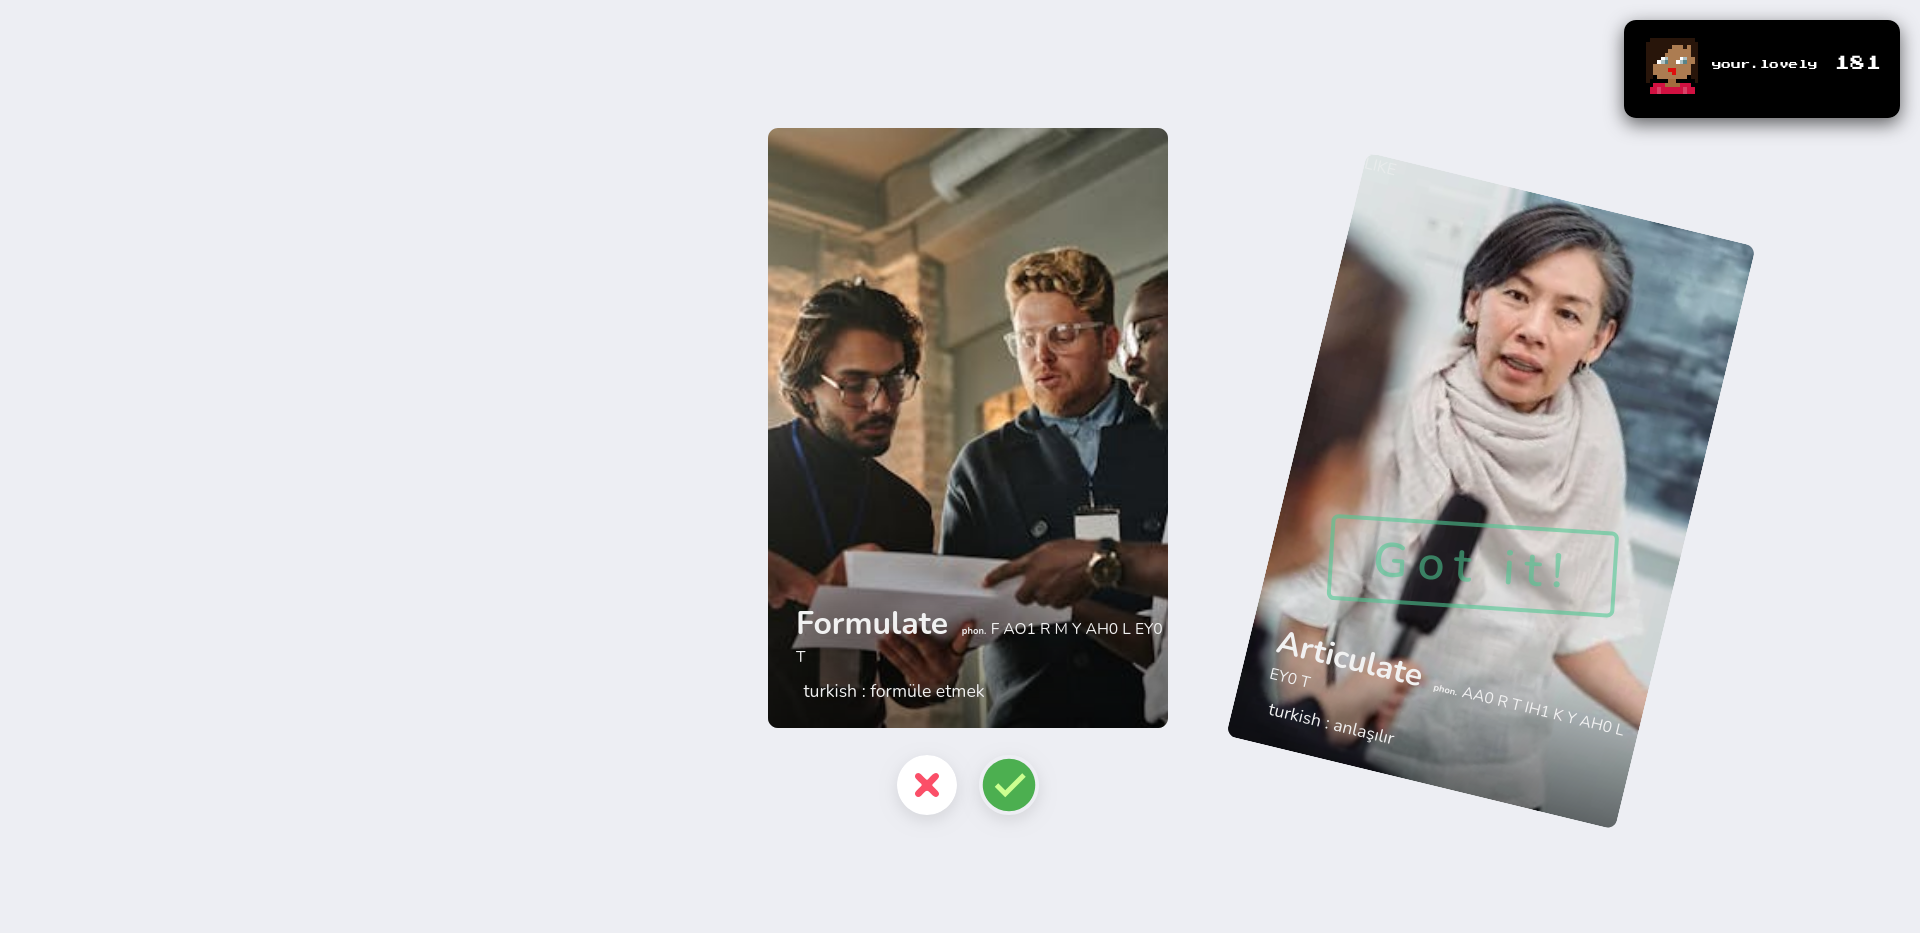 your.lovely 181
LIKE
Formulate phon. F AO1 R M Y AH0 L EY0
T
turkish : formüle etmek
Got it!
Articulate phon. AA0 R T IH1 K Y AH0 L
EY0 T
turkish : anlaşılır